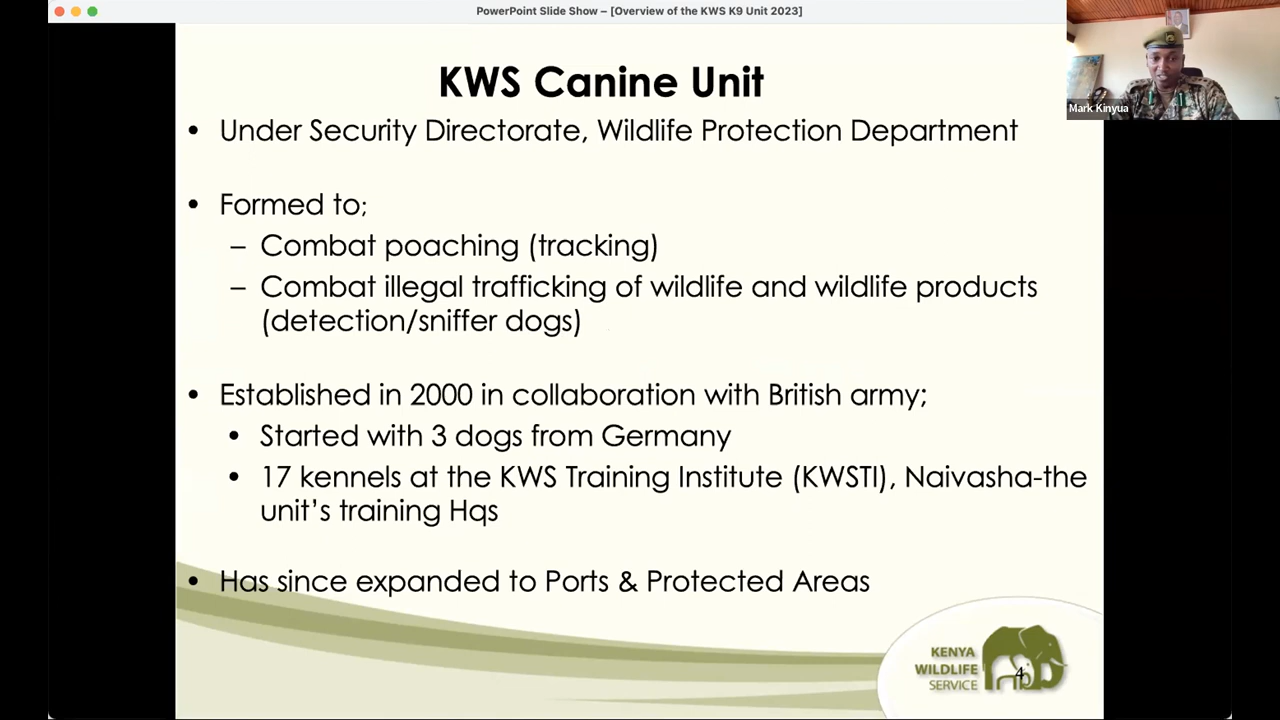 PowerPoint Slide Show – [Overview of the KWS K9 Unit 2023]
Mark Kinyua
KWS Canine Unit
• Under Security Directorate, Wildlife Protection Department
• Formed to;
– Combat poaching (tracking)
– Combat illegal trafficking of wildlife and wildlife products
(detection/sniffer dogs)
• Established in 2000 in collaboration with British army;
• Started with 3 dogs from Germany
• 17 kennels at the KWS Training Institute (KWSTI), Naivasha-the
unit’s training Hqs
• Has since expanded to Ports & Protected Areas
KENYA
WILDLIFE
SERVICE
4